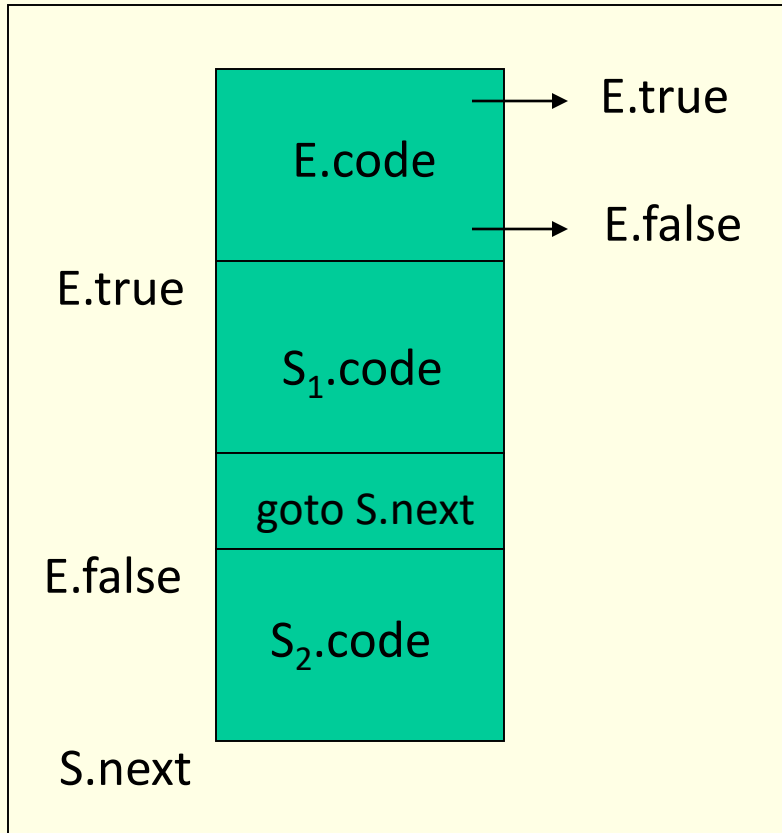 E.true
E.code
E.false
E.true
S₁.code
goto S.next
E.false
S₂.code
S.next